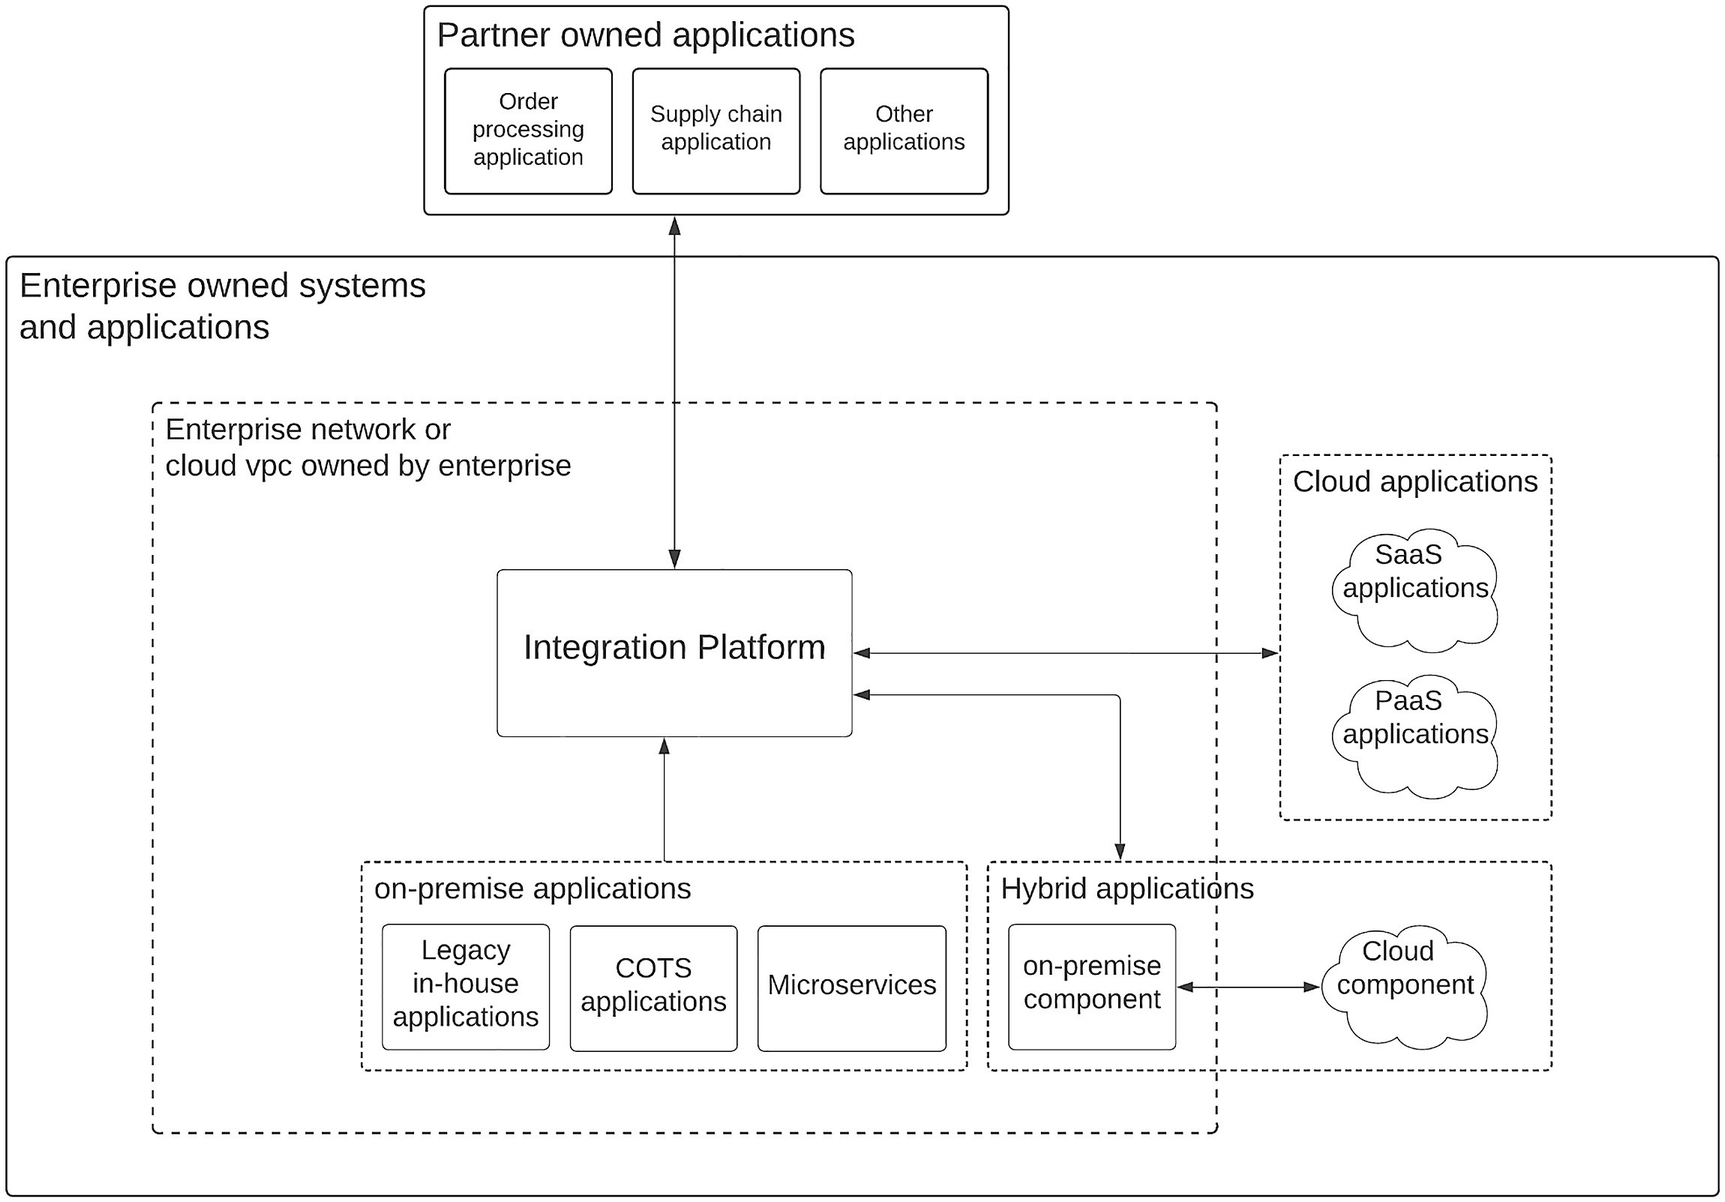 Partner owned applications
Order
processing
application
Supply chain
application
Other
applications
Enterprise owned systems
and applications
Enterprise network or
cloud vpc owned by enterprise
Cloud applications
SaaS
applications
PaaS
applications
Integration Platform
on-premise applications
Legacy
in-house
applications
COTS
applications
Microservices
Hybrid applications
on-premise
component
Cloud
component